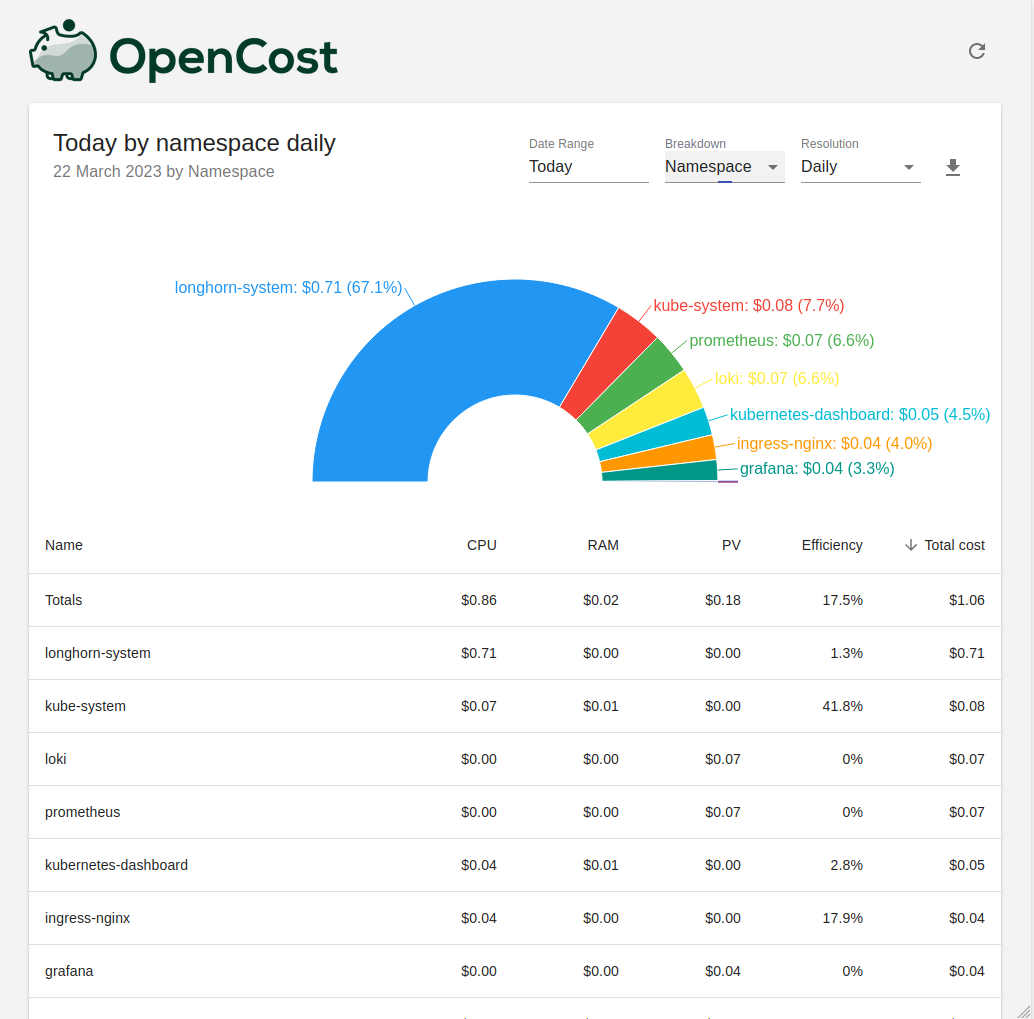 OpenCost
Today by namespace daily
22 March 2023 by Namespace
Date Range
Today
Breakdown
Namespace
Resolution
Daily
longhorn-system: $0.71 (67.1%)
kube-system: $0.08 (7.7%)
prometheus: $0.07 (6.6%)
loki: $0.07 (6.6%)
kubernetes-dashboard: $0.05 (4.5%)
ingress-nginx: $0.04 (4.0%)
grafana: $0.04 (3.3%)
Name CPU RAM PV Efficiency Total cost
Totals $0.86 $0.02 $0.18 17.5% $1.06
longhorn-system $0.71 $0.00 $0.00 1.3% $0.71
kube-system $0.07 $0.01 $0.00 41.8% $0.08
loki $0.00 $0.00 $0.07 0% $0.07
prometheus $0.00 $0.00 $0.07 0% $0.07
kubernetes-dashboard $0.04 $0.01 $0.00 2.8% $0.05
ingress-nginx $0.04 $0.00 $0.00 17.9% $0.04
grafana $0.00 $0.00 $0.04 0% $0.04